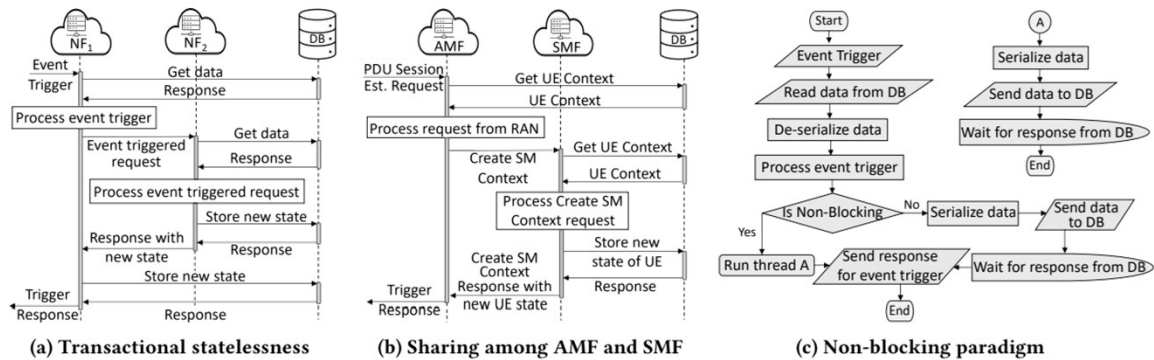 NF1
NF2
DB
Event
Trigger
Get data
Response
Process event trigger
Event triggered
request
Get data
Response
Process event triggered request
Store new state
Response with
new state
Response
Store new state
Trigger
Response
Response
(a) Transactional statelessness
AMF
SMF
DB
PDU Session
Est. Request
Get UE Context
UE Context
Process request from RAN
Create SM
Context
Get UE Context
UE Context
Process Create SM
Context request
Store new
state of UE
Create SM
Context
Response with
new UE state
Response
Trigger
Response
(b) Sharing among AMF and SMF
Start
Event Trigger
Read data from DB
De-serialize data
Process event trigger
Is Non-Blocking
No
Serialize data
Send data
to DB
Yes
Run thread A
Send response
for event trigger
Wait for response from DB
End
A
Serialize data
Send data to DB
Wait for response from DB
End
(c) Non-blocking paradigm